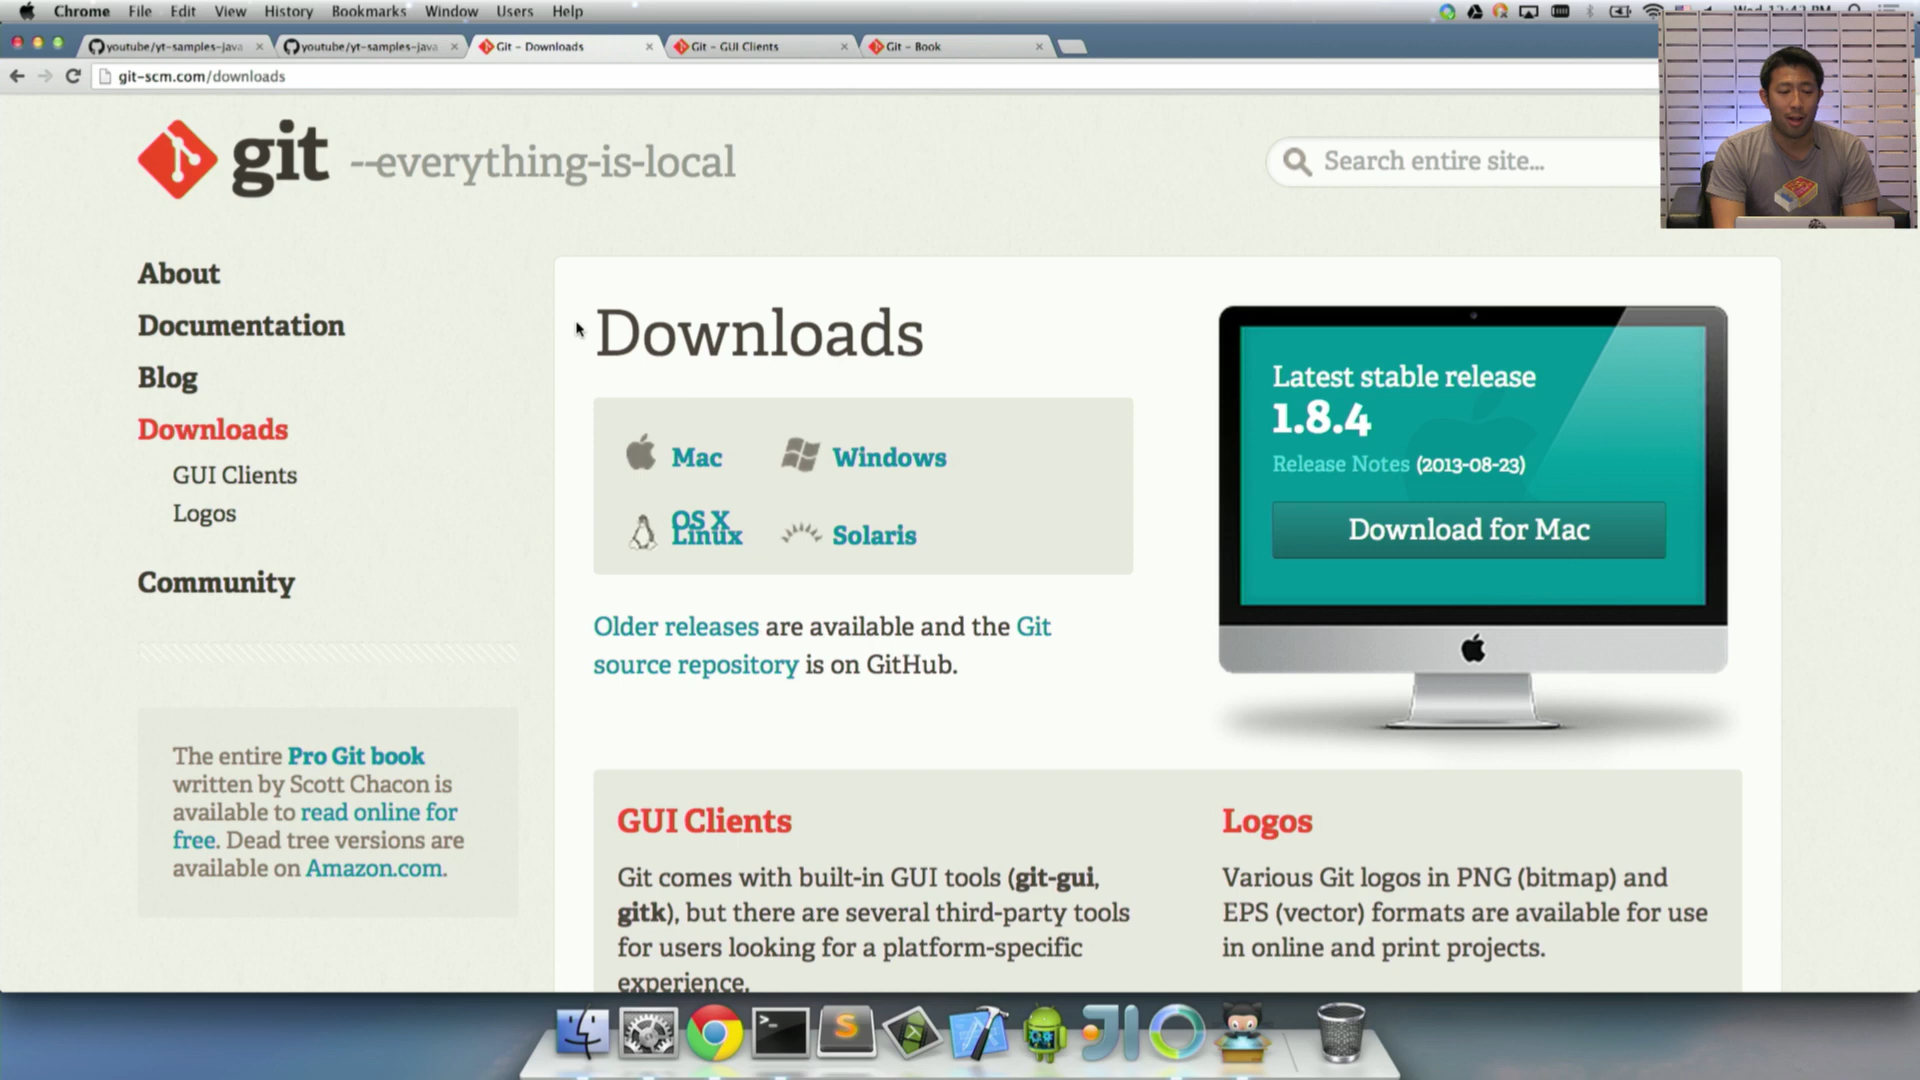 Chrome File Edit View History Bookmarks Window Users Help
youtube/yt-samples-java
youtube/yt-samples-java
Git - Downloads
Git - GUI Clients
Git - Book
git-scm.com/downloads
git --everything-is-local
Search entire site...
About
Documentation
Blog
Downloads
GUI Clients
Logos
Community
The entire Pro Git book
written by Scott Chacon is
available to read online for
free. Dead tree versions are
available on Amazon.com.
Downloads
Mac
Windows
OS X
Linux
Solaris
Older releases are available and the Git
source repository is on GitHub.
Latest stable release
1.8.4
Release Notes (2013-08-23)
Download for Mac
GUI Clients
Git comes with built-in GUI tools (git-gui,
gitk), but there are several third-party tools
for users looking for a platform-specific
experience.
Logos
Various Git logos in PNG (bitmap) and
EPS (vector) formats are available for use
in online and print projects.